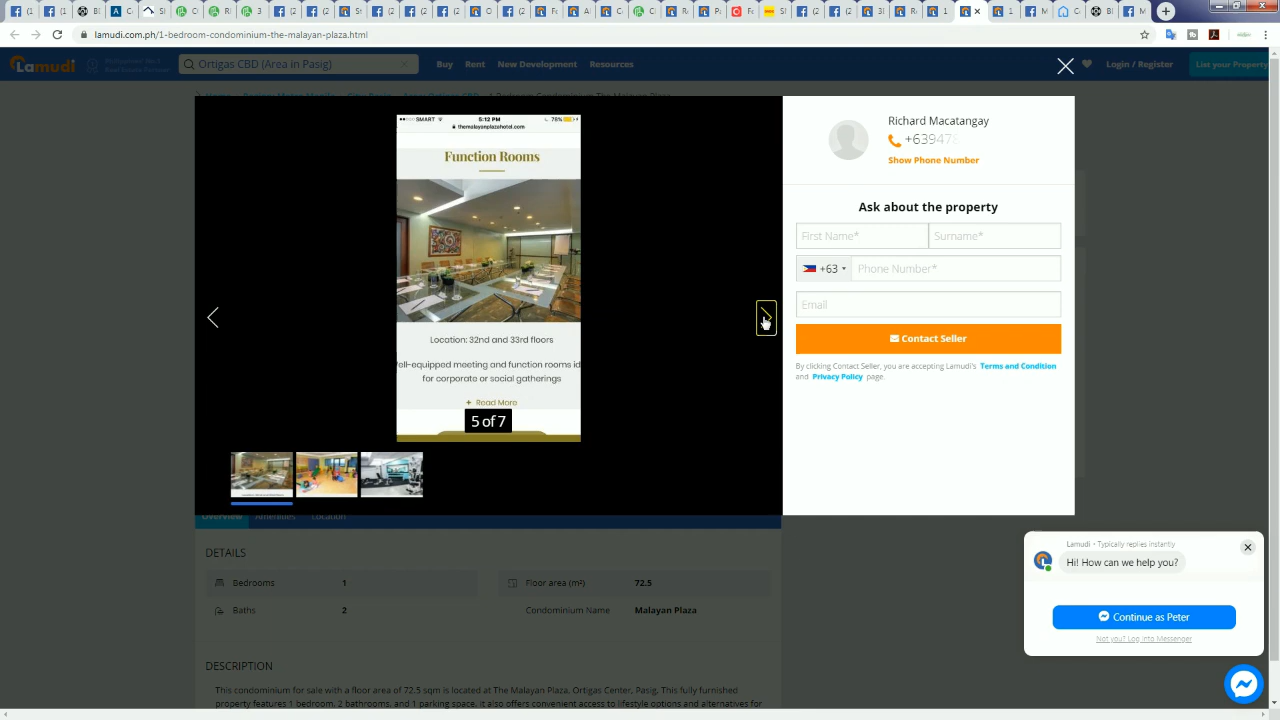 lamudi.com.ph/1-bedroom-condominium-the-malayan-plaza.html
Lamudi
Ortigas CBD (Area in Pasig)
Buy
Rent
New Development
Resources
Login / Register
List your Property
5:12 PM
SMART
78%
themalayanplazahotel.com
Function Rooms
Location: 32nd and 33rd floors
ell-equipped meeting and function rooms id
for corporate or social gatherings
+ Read More
5 of 7
Richard Macatangay
+639478
Show Phone Number
Ask about the property
First Name*
Surname*
+63
Phone Number*
Email
Contact Seller
By clicking Contact Seller, you are accepting Lamudi's Terms and Condition
and Privacy Policy page.
Overview
Amenities
Location
DETAILS
Bedrooms 1
Floor area (m²) 72.5
Baths 2
Condominium Name Malayan Plaza
DESCRIPTION
This condominium for sale with a floor area of 72.5 sqm is located at The Malayan Plaza, Ortigas Center, Pasig. This fully furnished
property features 1 bedroom, 2 bathrooms, and 1 parking space. It also offers convenient access to lifestyle options and alternatives for
Lamudi • Typically replies instantly
Hi! How can we help you?
Continue as Peter
Not you? Log into Messenger